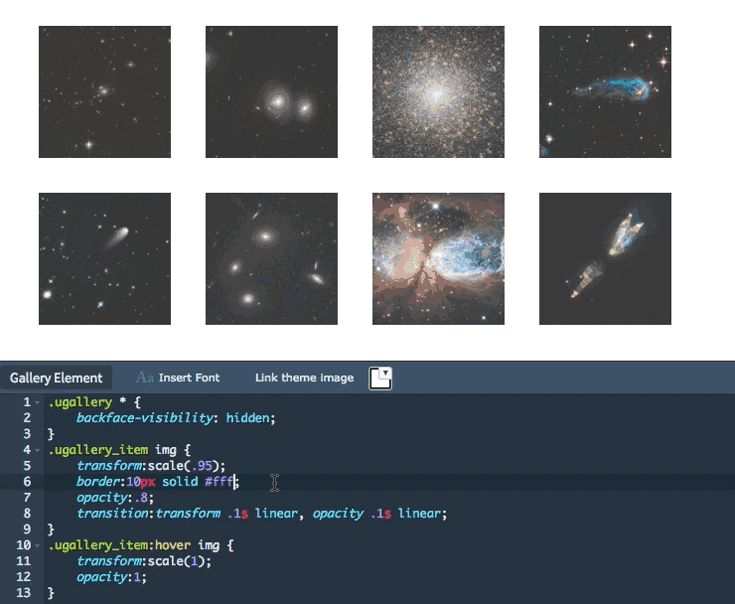 Gallery Element Aa Insert Font Link theme image
1 .ugallery * {
2 backface-visibility: hidden;
3 }
4 .ugallery_item img {
5 transform:scale(.95);
6 border:10px solid #fff;
7 opacity:.8;
8 transition:transform .1s linear, opacity .1s linear;
9 }
10 .ugallery_item:hover img {
11 transform:scale(1);
12 opacity:1;
13 }